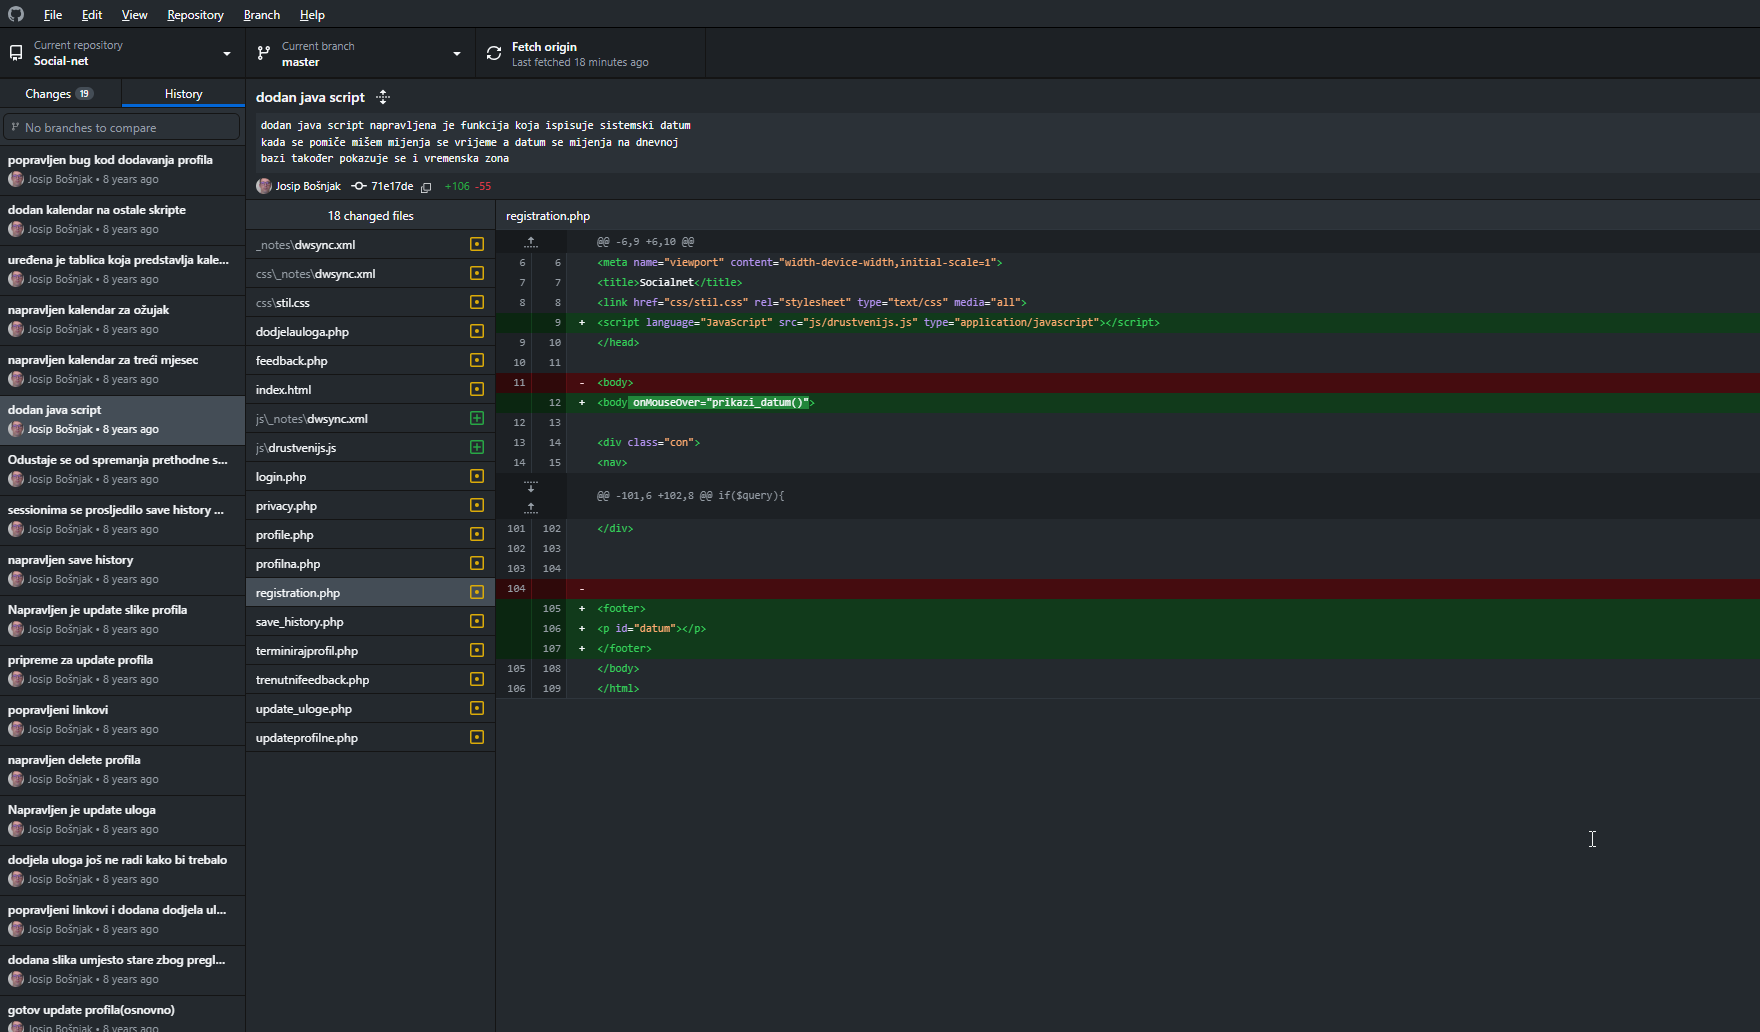 File Edit View Repository Branch Help
Current repository
Social-net
Current branch
master
Fetch origin
Last fetched 18 minutes ago
Changes 19
History
No branches to compare
popravljen bug kod dodavanja profila
Josip Bošnjak • 8 years ago
dodan kalendar na ostale skripte
Josip Bošnjak • 8 years ago
uređena je tablica koja predstavlja kale...
Josip Bošnjak • 8 years ago
napravljen kalendar za ožujak
Josip Bošnjak • 8 years ago
napravljen kalendar za treći mjesec
Josip Bošnjak • 8 years ago
dodan java script
Josip Bošnjak • 8 years ago
Odustaje se od spremanja prethodne s...
Josip Bošnjak • 8 years ago
sessionima se prosljedilo save history ...
Josip Bošnjak • 8 years ago
napravljen save history
Josip Bošnjak • 8 years ago
Napravljen je update slike profila
Josip Bošnjak • 8 years ago
pripreme za update profila
Josip Bošnjak • 8 years ago
popravljeni linkovi
Josip Bošnjak • 8 years ago
napravljen delete profila
Josip Bošnjak • 8 years ago
Napravljen je update uloga
Josip Bošnjak • 8 years ago
dodjela uloga još ne radi kako bi trebalo
Josip Bošnjak • 8 years ago
popravljeni linkovi i dodana dodjela ul...
Josip Bošnjak • 8 years ago
dodana slika umjesto stare zbog pregl...
Josip Bošnjak • 8 years ago
gotov update profila(osnovno)
Josip Bošnjak • 8 years ago
dodan java script
dodan java script napravljena je funkcija koja ispisuje sistemski datum
kada se pomiče mišem mijenja se vrijeme a datum se mijenja na dnevnoj
bazi također pokazuje se i vremenska zona
Josip Bošnjak 71e17de +106 -55
18 changed files
_notes\dwsync.xml
css\_notes\dwsync.xml
css\stil.css
dodjelauloga.php
feedback.php
index.html
js\_notes\dwsync.xml
js\drustvenijs.js
login.php
privacy.php
profile.php
profilna.php
registration.php
save_history.php
terminirajprofil.php
trenutnifeedback.php
update_uloge.php
updateprofilne.php
registration.php
@@ -6,9 +6,10 @@
6 6 <meta name="viewport" content="width-device-width,initial-scale=1">
7 7 <title>Socialnet</title>
8 8 <link href="css/stil.css" rel="stylesheet" type="text/css" media="all">
9 + <script language="JavaScript" src="js/drustvenijs.js" type="application/javascript"></script>
9 10 </head>
10 11
11 - <body>
12 + <body onMouseOver="prikazi_datum()">
12 13
13 14 <div class="con">
14 15 <nav>
@@ -101,6 +102,8 @@ if($query){
101 102 </div>
102 103
103 104
104 -
105 + <footer>
106 + <p id="datum"></p>
107 + </footer>
105 108 </body>
106 109 </html>